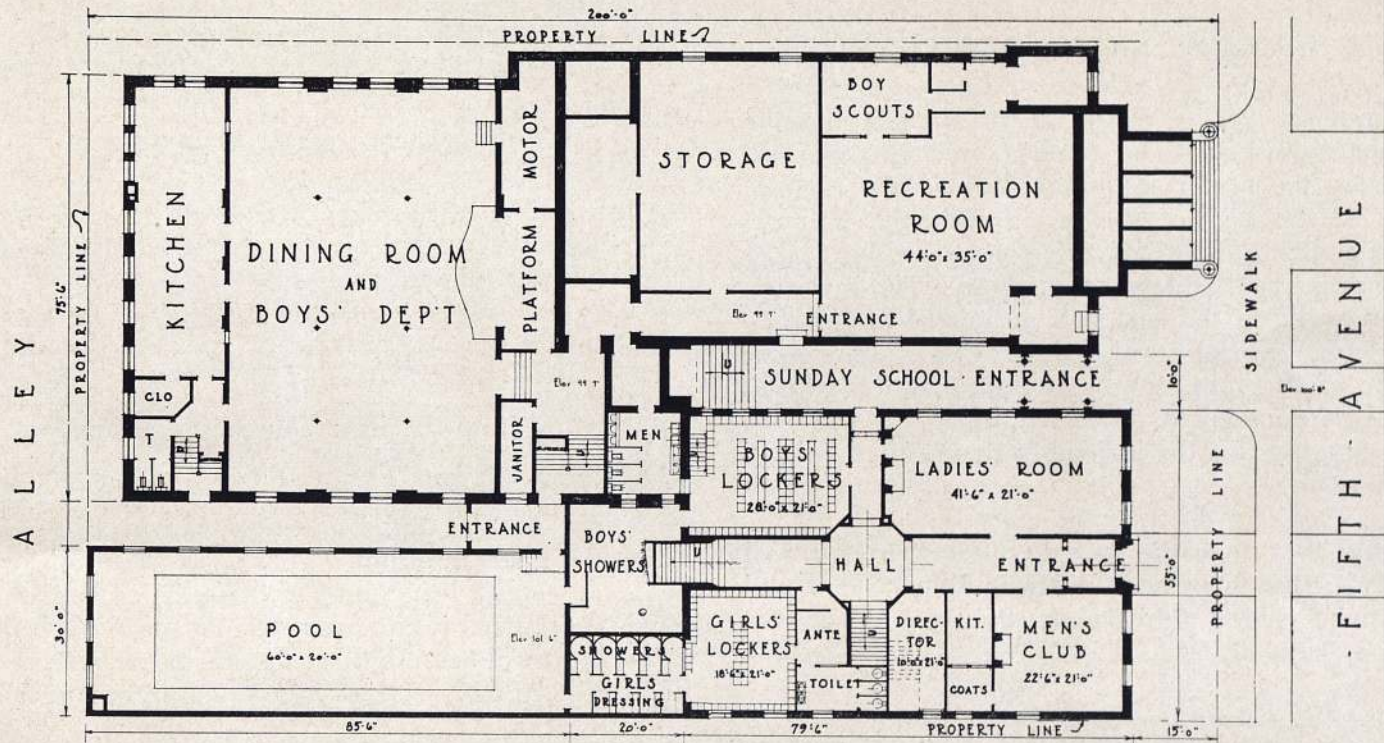 200'-0"
PROPERTY LINE
ALLEY
PROPERTY LINE
75'-6"
30'-0"
KITCHEN
CLO
T
DINING ROOM
AND
BOYS' DEP'T
MOTOR
PLATFORM
JANITOR
STORAGE
BOY
SCOUTS
RECREATION
ROOM
44'-0" x 35'-0"
ENTRANCE
SUNDAY SCHOOL ENTRANCE
10'-0"
MEN
BOYS'
LOCKERS
28'-0" x 21'-0"
LADIES' ROOM
41'-6" x 21'-0"
ENTRANCE
BOYS'
SHOWERS
HALL
ENTRANCE
55'-0"
POOL
60'-0" x 20'-0"
SHOWERS
GIRLS
DRESSING
GIRLS'
LOCKERS
18'-6" x 21'-0"
ANTE
TOILET
DIREC-
TOR
10'-0" x 21'-0"
KIT.
COATS
MEN'S
CLUB
22'-6" x 21'-0"
85'-6"
20'-0"
79'-6"
PROPERTY LINE
15'-0"
SIDEWALK
PROPERTY LINE
FIFTH - AVENUE